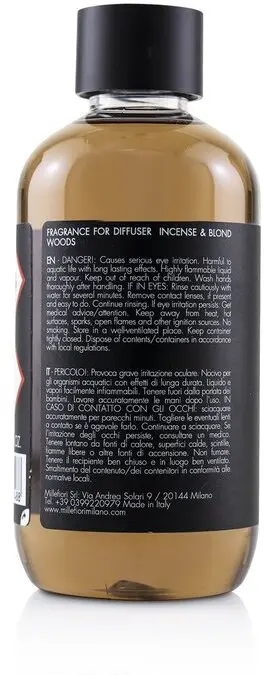 FRAGRANCE FOR DIFFUSER INCENSE & BLOND
WOODS
EN - DANGER!: Causes serious eye irritation. Harmful to
aquatic life with long lasting effects. Highly flammable liquid
and vapour. Keep out of reach of children. Wash hands
thoroughly after handling. IF IN EYES: Rinse cautiously with
water for several minutes. Remove contact lenses, if present
and easy to do. Continue rinsing. If eye irritation persists. Get
medical advice/attention. Keep away from heat, hot
surfaces, sparks, open flames and other ignition sources. No
smoking. Store in a well-ventilated place. Keep container
tightly closed. Dispose of contents/containers in accordance
with local regulations.
IT - PERICOLO!: Provoca grave irritazione oculare. Nocivo per
gli organismi acquatici con effetti di lunga durata. Liquido e
vapori facilmente infiammabili. Tenere fuori dalla portata dei
bambini. Lavare accuratamente le mani dopo l'uso. IN
CASO DI CONTATTO CON GLI OCCHI: sciacquare
accuratamente per parecchi minuti. Togliere le eventuali lenti
a contatto se è agevole farlo. Continuare a sciacquare. Se
l'irritazione degli occhi persiste, consultare un medico.
Tenere lontano da fonti di calore, superfici calde, scintille,
fiamme libere o altre fonti di accensione. Non fumare.
Tenere il recipiente ben chiuso e in luogo ben ventilato.
Smaltimento del contenuto/dei contenitori in conformità alle
normative locali.
Millefiori Srl; Via Andrea Solari 9 / 20144 Milano
Tel +39 0399220979 Made in Italy
www.millefiorimilano.com
OZ